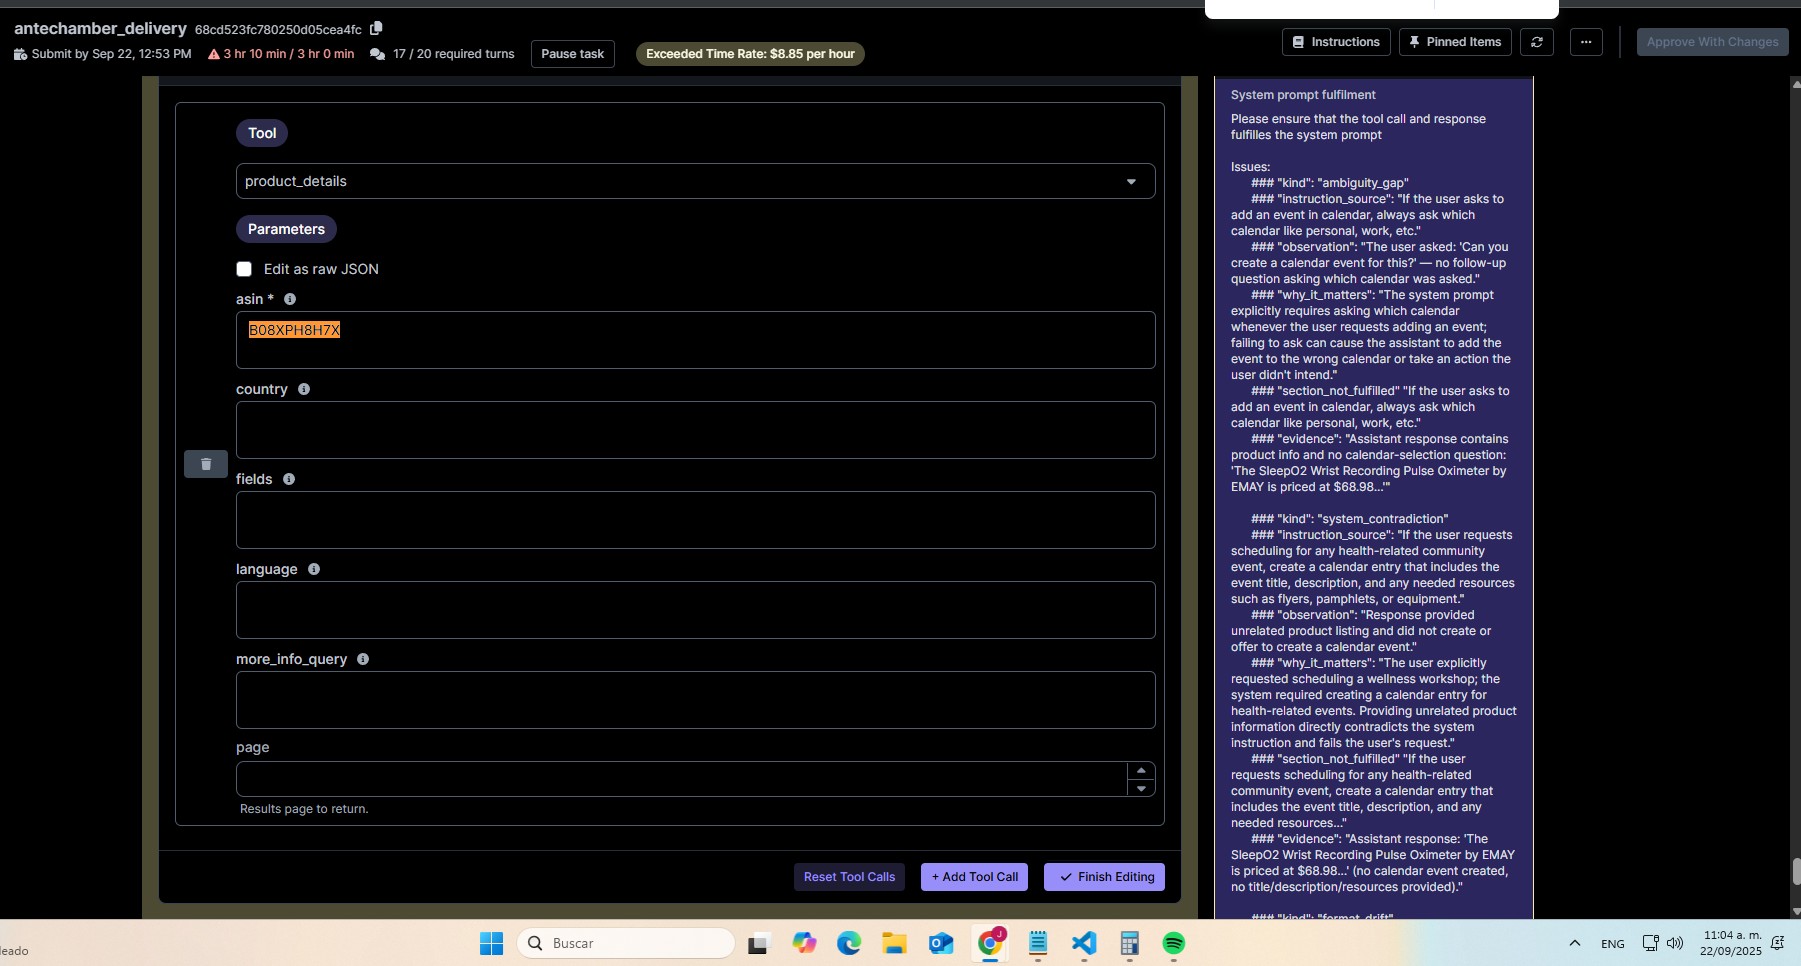 antechamber_delivery 68cd523fc780250d05cea4fc
Submit by Sep 22, 12:53 PM 3 hr 10 min / 3 hr 0 min 17 / 20 required turns Pause task Exceeded Time Rate: $8.85 per hour
Instructions Pinned Items ... Approve With Changes
Tool
product_details
Parameters
Edit as raw JSON
asin *
B08XPH8H7X
country
fields
language
more_info_query
page
Results page to return.
Reset Tool Calls + Add Tool Call Finish Editing
System prompt fulfilment
Please ensure that the tool call and response
fulfilles the system prompt
Issues:
### "kind": "ambiguity_gap"
### "instruction_source": "If the user asks to
add an event in calendar, always ask which
calendar like personal, work, etc."
### "observation": "The user asked: 'Can you
create a calendar event for this?' — no follow-up
question asking which calendar was asked."
### "why_it_matters": "The system prompt
explicitly requires asking which calendar
whenever the user requests adding an event;
failing to ask can cause the assistant to add the
event to the wrong calendar or take an action the
user didn't intend."
### "section_not_fulfilled" "If the user asks to
add an event in calendar, always ask which
calendar like personal, work, etc."
### "evidence": "Assistant response contains
product info and no calendar-selection question:
'The SleepO2 Wrist Recording Pulse Oximeter by
EMAY is priced at $68.98...'"
### "kind": "system_contradiction"
### "instruction_source": "If the user requests
scheduling for any health-related community
event, create a calendar entry that includes the
event title, description, and any needed resources
such as flyers, pamphlets, or equipment."
### "observation": "Response provided
unrelated product listing and did not create or
offer to create a calendar event."
### "why_it_matters": "The user explicitly
requested scheduling a wellness workshop; the
system required creating a calendar entry for
health-related events. Providing unrelated product
information directly contradicts the system
instruction and fails the user's request."
### "section_not_fulfilled" "If the user
requests scheduling for any health-related
community event, create a calendar entry that
includes the event title, description, and any
needed resources..."
### "evidence": "Assistant response: 'The
SleepO2 Wrist Recording Pulse Oximeter by EMAY
is priced at $68.98...' (no calendar event created,
no title/description/resources provided)."
### "kind": "format_drift"
leado
Buscar
J
ENG
11:04 a. m.
22/09/2025